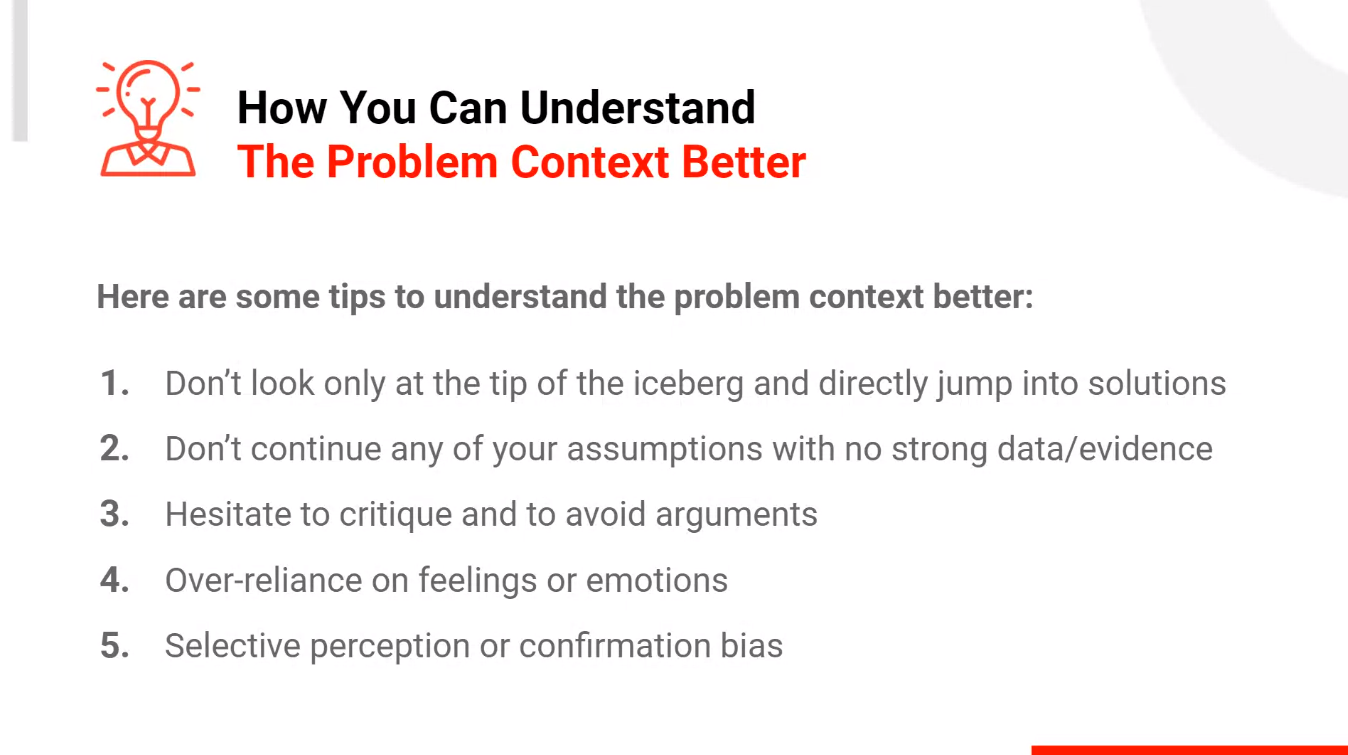 How You Can Understand
The Problem Context Better
Here are some tips to understand the problem context better:
1. Don’t look only at the tip of the iceberg and directly jump into solutions
2. Don’t continue any of your assumptions with no strong data/evidence
3. Hesitate to critique and to avoid arguments
4. Over-reliance on feelings or emotions
5. Selective perception or confirmation bias